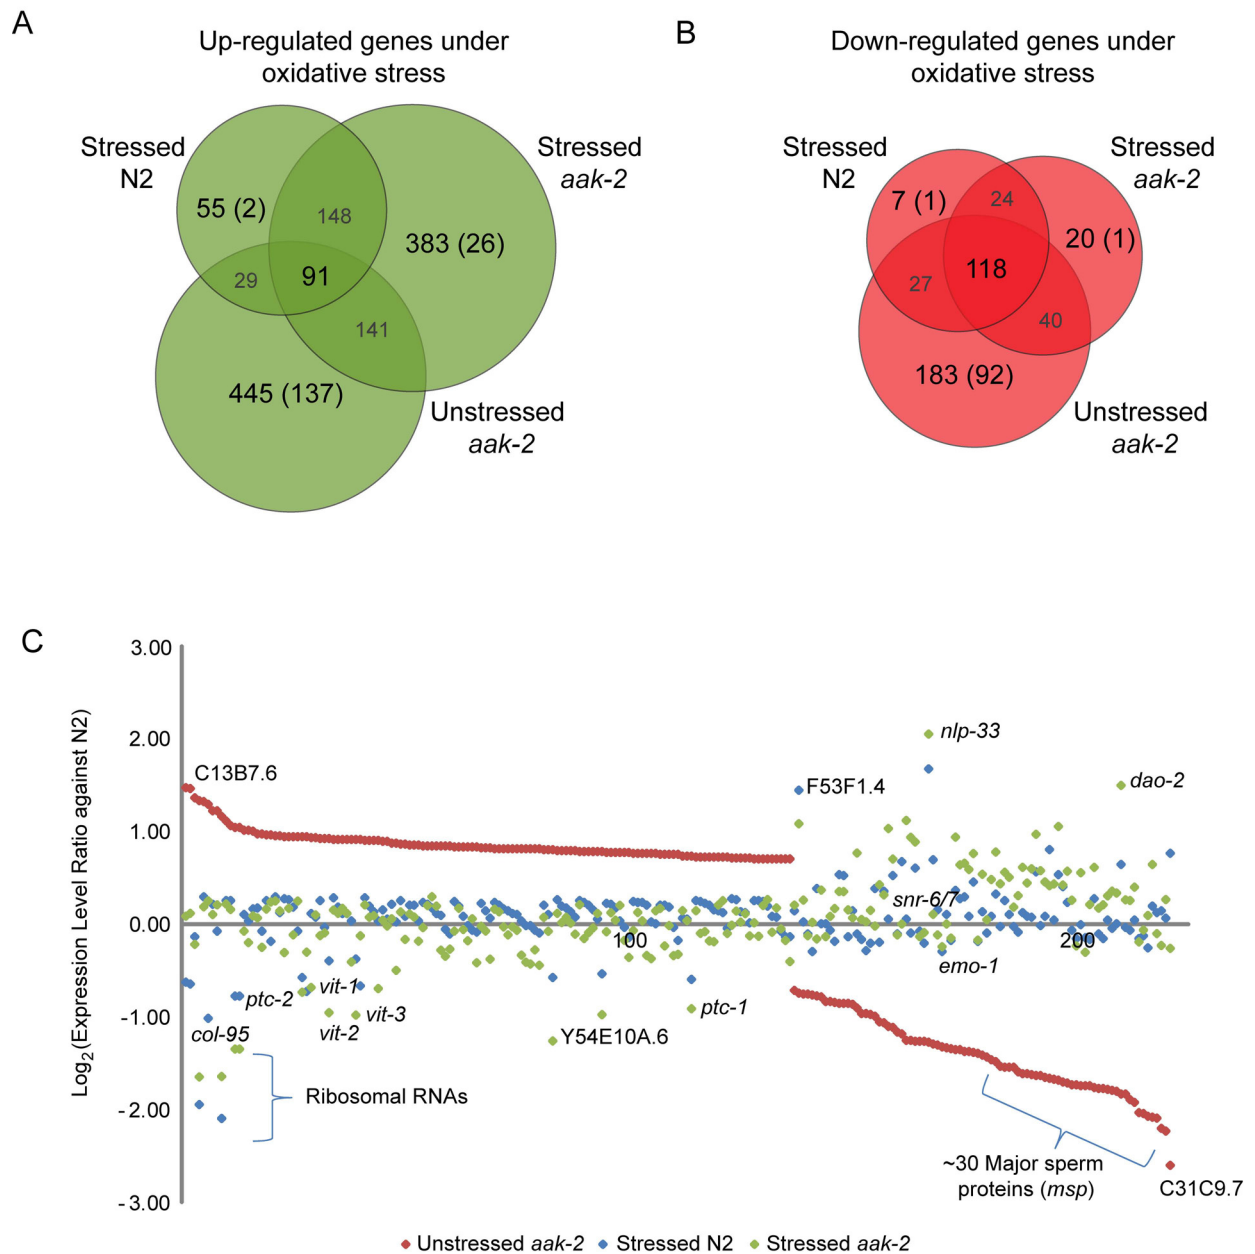 A
Up-regulated genes under
oxidative stress
Stressed
N2
Stressed
aak-2
55 (2)
148
383 (26)
29
91
141
445 (137)
Unstressed
aak-2
B
Down-regulated genes under
oxidative stress
Stressed
N2
Stressed
aak-2
7 (1)
24
20 (1)
118
27
40
183 (92)
Unstressed
aak-2
C
Log2(Expression Level Ratio against N2)
3.00
2.00
1.00
0.00
-1.00
-2.00
-3.00
100
200
C13B7.6
nlp-33
F53F1.4
dao-2
snr-6/7
emo-1
ptc-2
vit-1
vit-2
vit-3
col-95
ptc-1
Y54E10A.6
Ribosomal RNAs
~30 Major sperm
proteins (msp)
C31C9.7
Unstressed aak-2
Stressed N2
Stressed aak-2